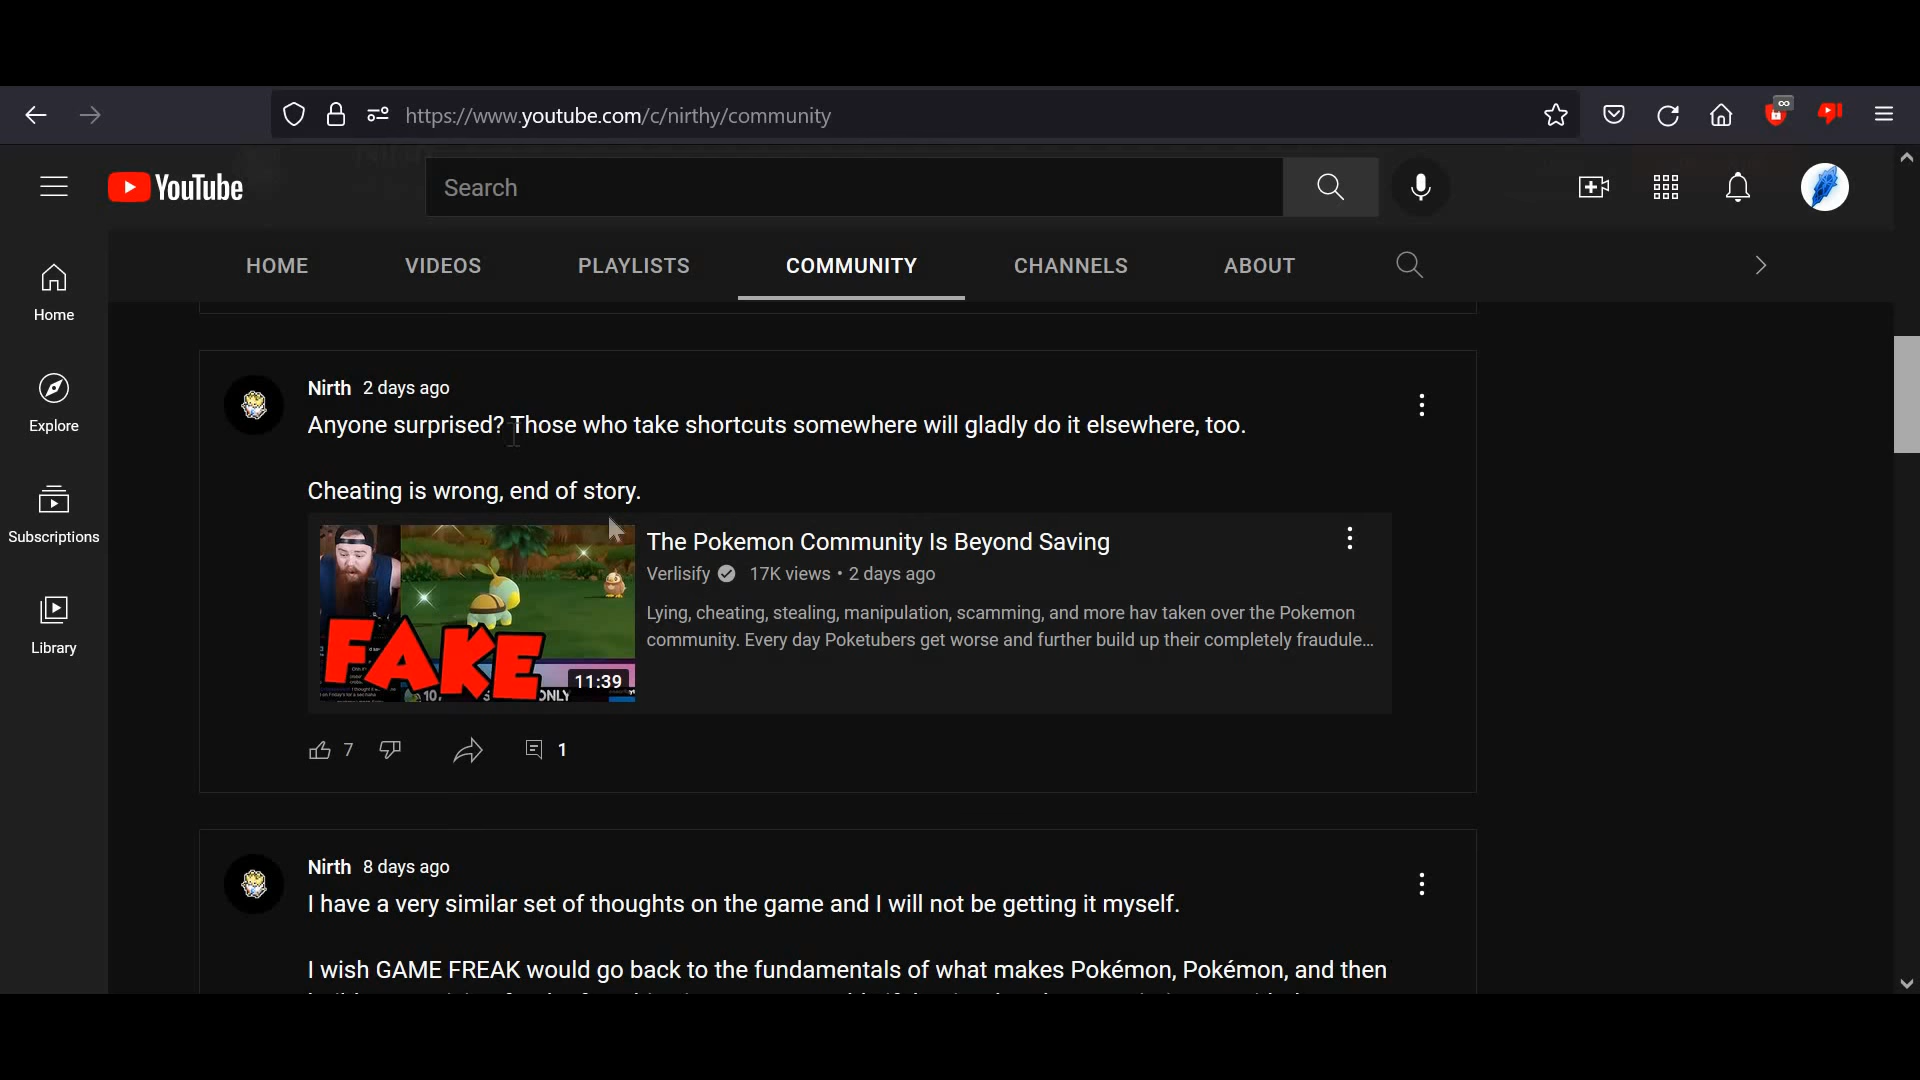 https://www.youtube.com/c/nirthy/community
∞
YouTube
Search
HOME
VIDEOS
PLAYLISTS
COMMUNITY
CHANNELS
ABOUT
Home
Explore
Subscriptions
Library
Nirth 2 days ago
Anyone surprised? Those who take shortcuts somewhere will gladly do it elsewhere, too.
Cheating is wrong, end of story.
FAKE
10
ONLY
11:39
The Pokemon Community Is Beyond Saving
Verlisify 17K views • 2 days ago
Lying, cheating, stealing, manipulation, scamming, and more hav taken over the Pokemon
community. Every day Poketubers get worse and further build up their completely fraudule...
7
1
Nirth 8 days ago
I have a very similar set of thoughts on the game and I will not be getting it myself.
I wish GAME FREAK would go back to the fundamentals of what makes Pokémon, Pokémon, and then